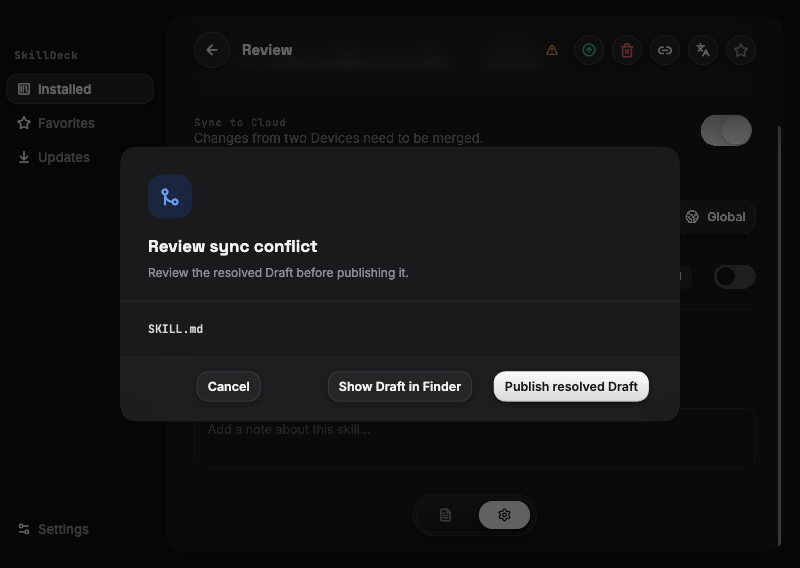 SkillDeck
Review
Installed
Favorites
Updates
Sync to Cloud
Changes from two Devices need to be merged.
Global
Review sync conflict
Review the resolved Draft before publishing it.
SKILL.md
Cancel
Show Draft in Finder
Publish resolved Draft
Add a note about this skill...
Settings